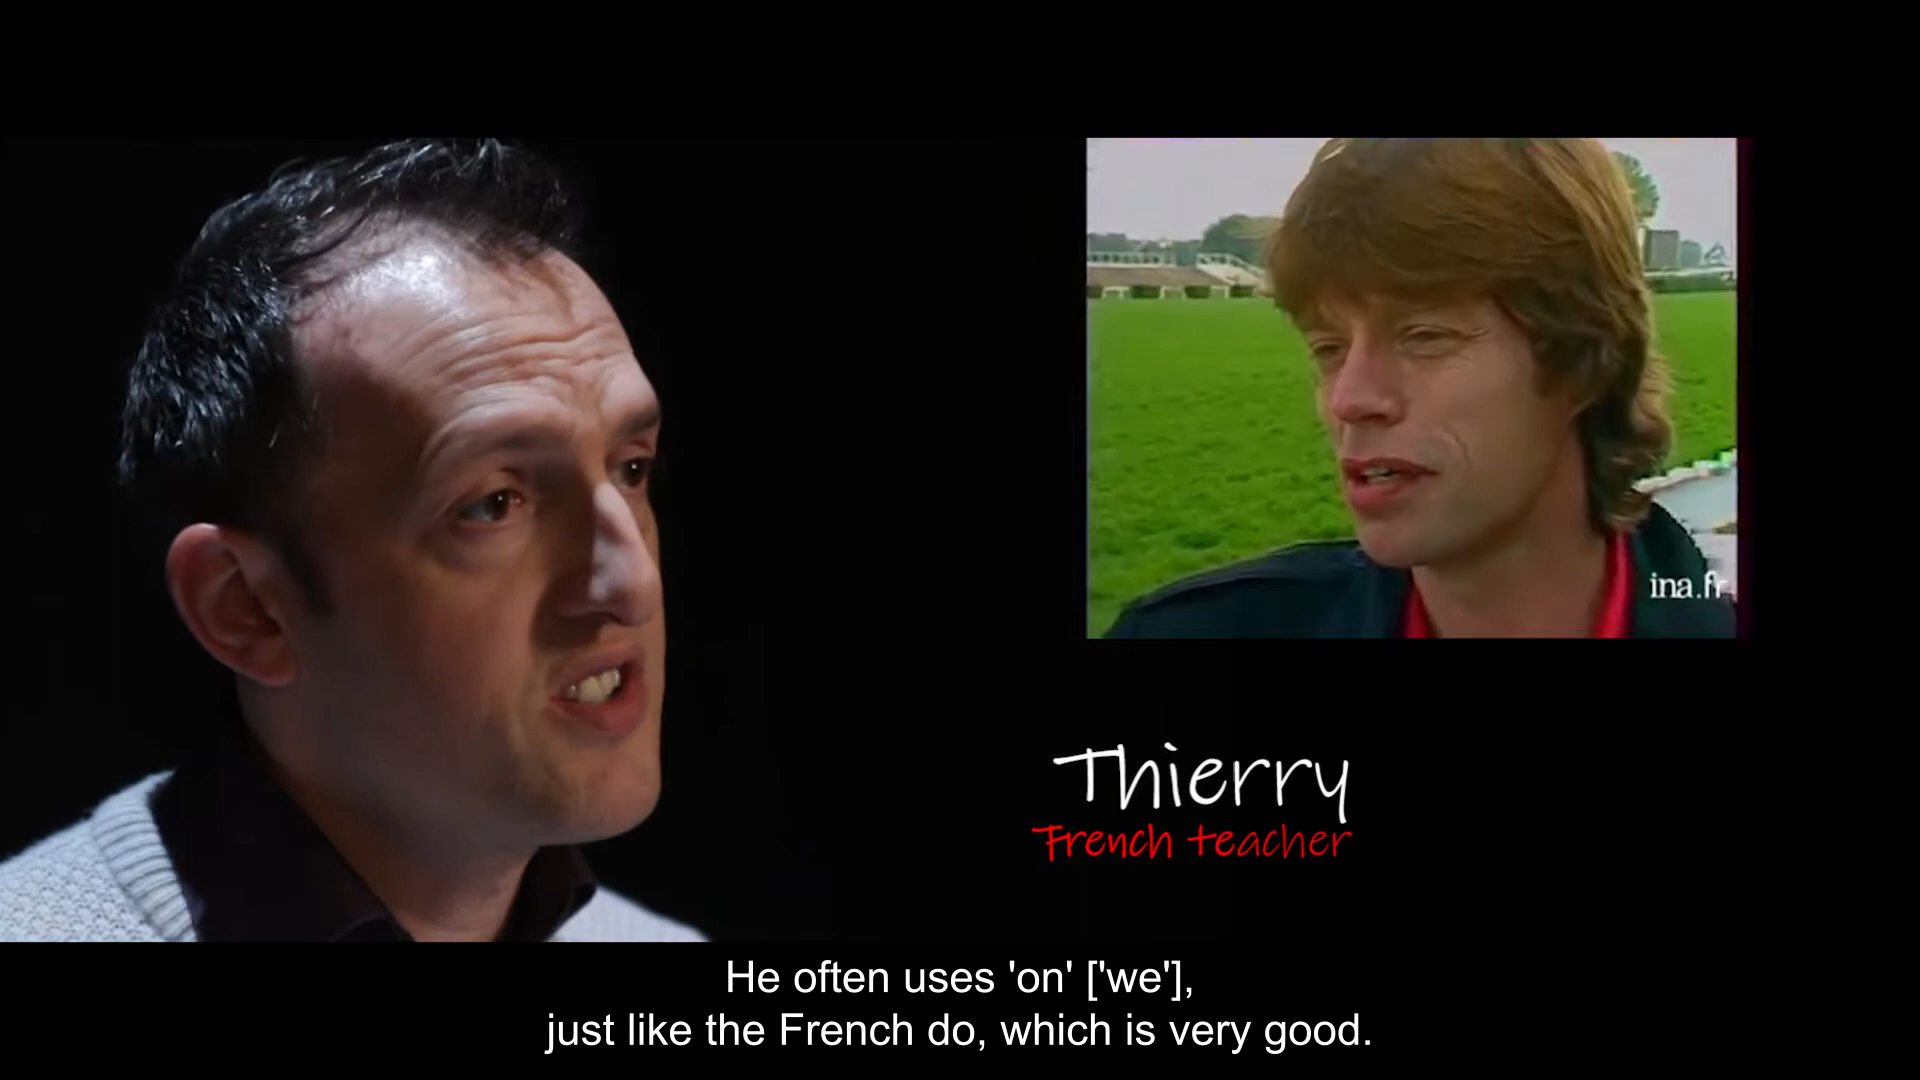 ina.fr
Thierry
French teacher
He often uses 'on' ['we'],
just like the French do, which is very good.